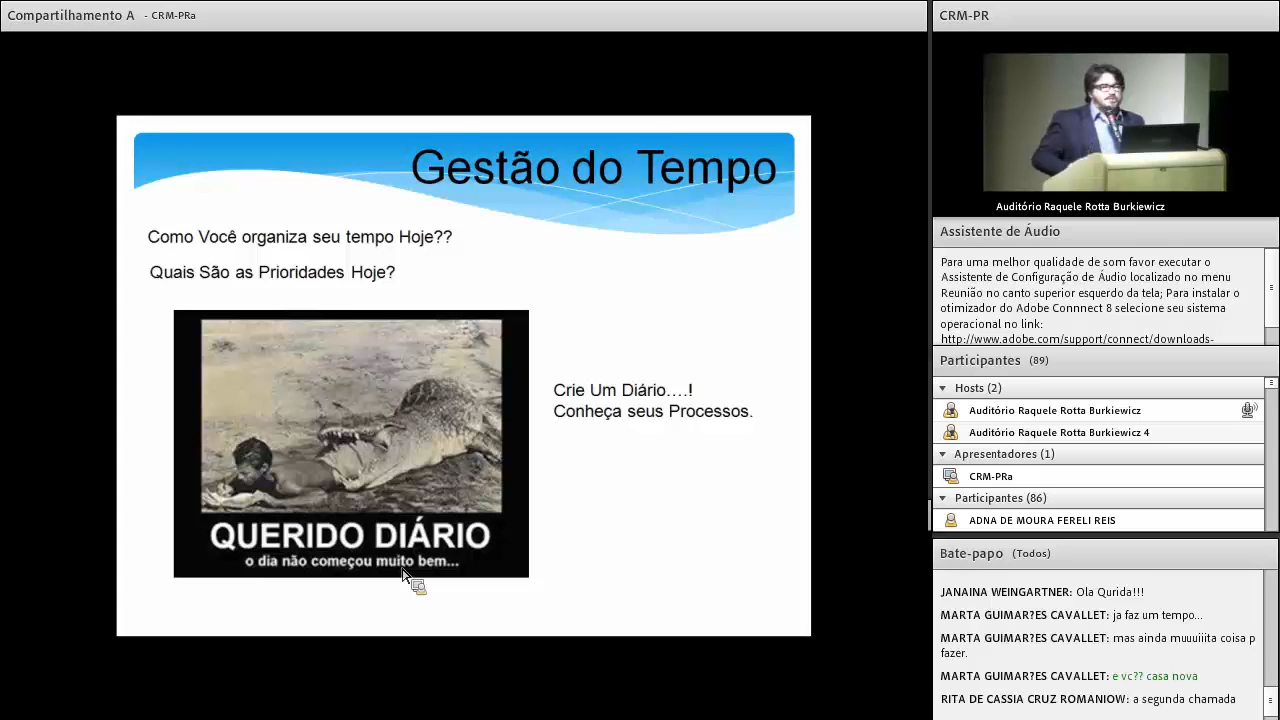 Compartilhamento A - CRM-PRa
Gestão do Tempo
Como Você organiza seu tempo Hoje??
Quais São as Prioridades Hoje?
Crie Um Diário....!
Conheça seus Processos.
QUERIDO DIÁRIO
o dia não começou muito bem...
CRM-PR
Auditório Raquele Rotta Burkiewicz
Assistente de Áudio
Para uma melhor qualidade de som favor executar o
Assistente de Configuração de Áudio localizado no menu
Reunião no canto superior esquerdo da tela; Para instalar o
otimizador do Adobe Connnect 8 selecione seu sistema
operacional no link:
http://www.adobe.com/support/connect/downloads-
Participantes (89)
Hosts (2)
Auditório Raquele Rotta Burkiewicz
Auditório Raquele Rotta Burkiewicz 4
Apresentadores (1)
CRM-PRa
Participantes (86)
ADNA DE MOURA FERELI REIS
Bate-papo (Todos)
JANAINA WEINGARTNER: Ola Qurida!!!
MARTA GUIMAR?ES CAVALLET: ja faz um tempo...
MARTA GUIMAR?ES CAVALLET: mas ainda muuuiiita coisa p
fazer.
MARTA GUIMAR?ES CAVALLET: e vc?? casa nova
RITA DE CASSIA CRUZ ROMANIOW: a segunda chamada